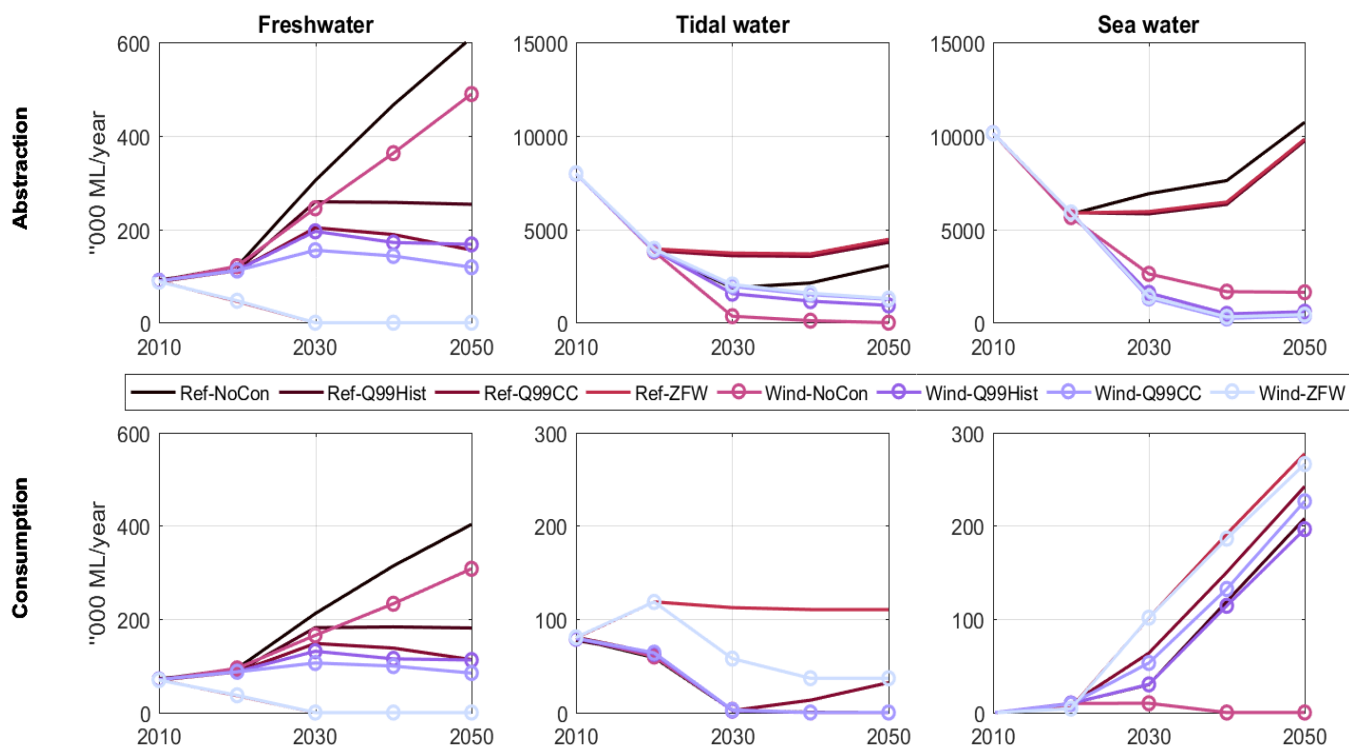 Freshwater Tidal water Sea water
Abstraction
"000 ML/year
600 15000 15000
400 10000 10000
200 5000 5000
0 0 0
2010 2030 2050 2010 2030 2050 2010 2030 2050
Ref-NoCon Ref-Q99Hist Ref-Q99CC Ref-ZFW Wind-NoCon Wind-Q99Hist Wind-Q99CC Wind-ZFW
Consumption
"000 ML/year
600 300 300
400 200 200
200 100 100
0 0 0
2010 2030 2050 2010 2030 2050 2010 2030 2050